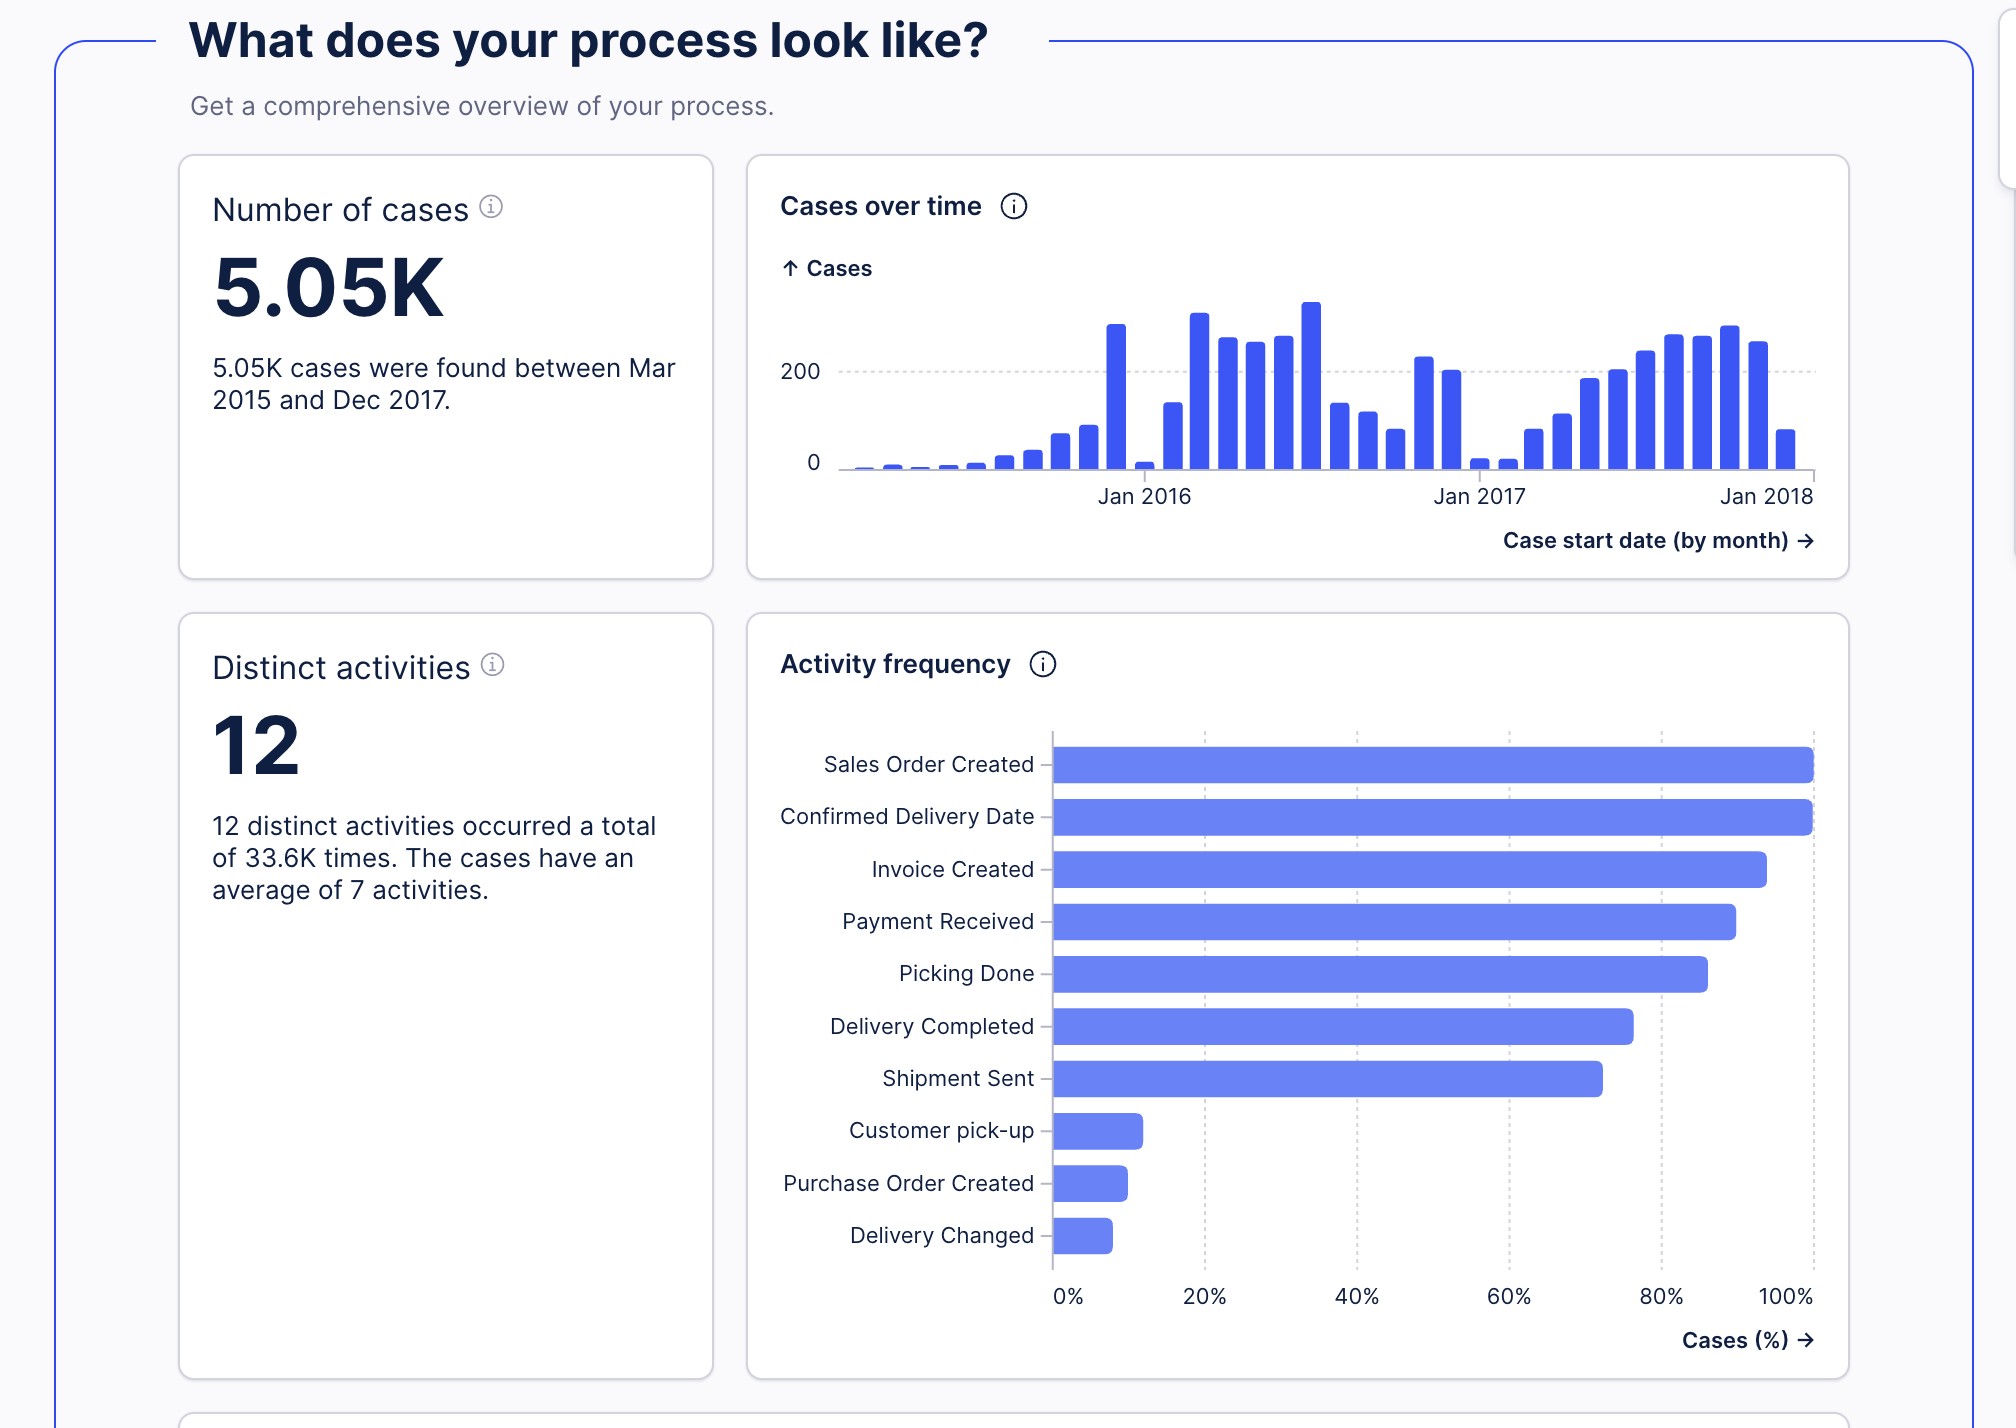 What does your process look like?
Get a comprehensive overview of your process.
Number of cases
5.05K
5.05K cases were found between Mar
2015 and Dec 2017.
Cases over time
↑ Cases
200
0
Jan 2016
Jan 2017
Jan 2018
Case start date (by month) →
Distinct activities
12
12 distinct activities occurred a total
of 33.6K times. The cases have an
average of 7 activities.
Activity frequency
Sales Order Created
Confirmed Delivery Date
Invoice Created
Payment Received
Picking Done
Delivery Completed
Shipment Sent
Customer pick-up
Purchase Order Created
Delivery Changed
0%
20%
40%
60%
80%
100%
Cases (%) →